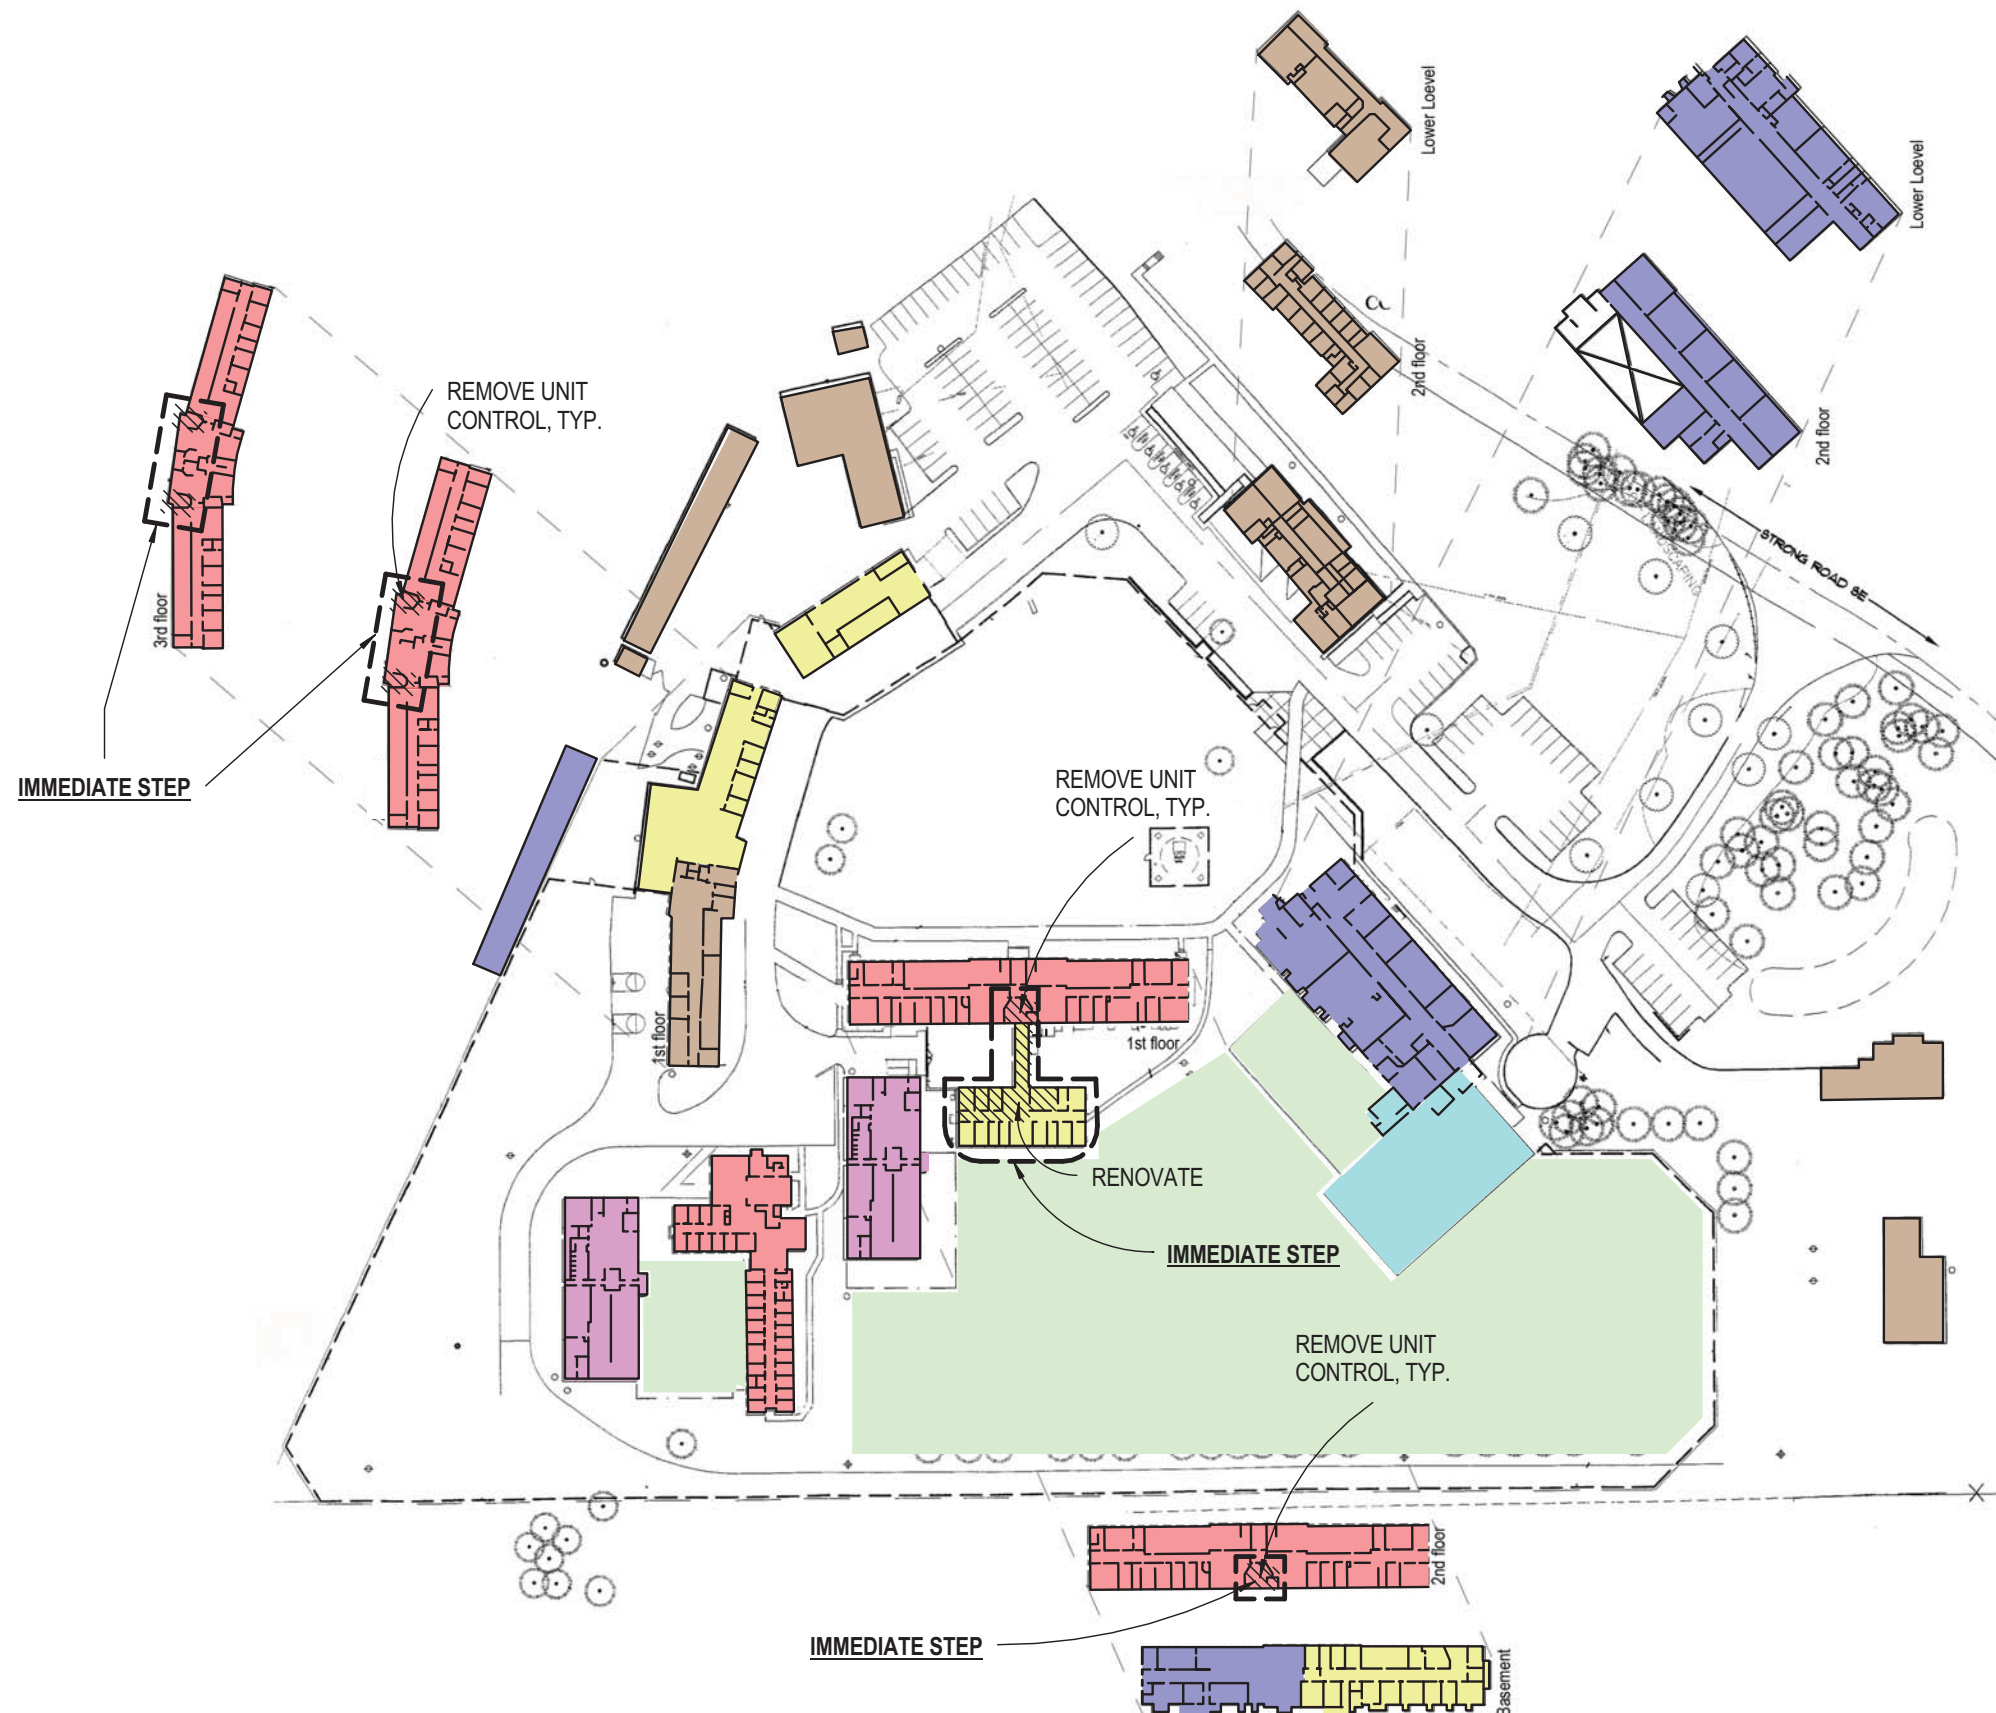 Lower Loevel
Lower Loevel
2nd floor
2nd floor
REMOVE UNIT
CONTROL, TYP.
STRONG ROAD SE
3rd floor
IMMEDIATE STEP
REMOVE UNIT
CONTROL, TYP.
1st floor
1st floor
RENOVATE
IMMEDIATE STEP
REMOVE UNIT
CONTROL, TYP.
2nd floor
IMMEDIATE STEP
Basement